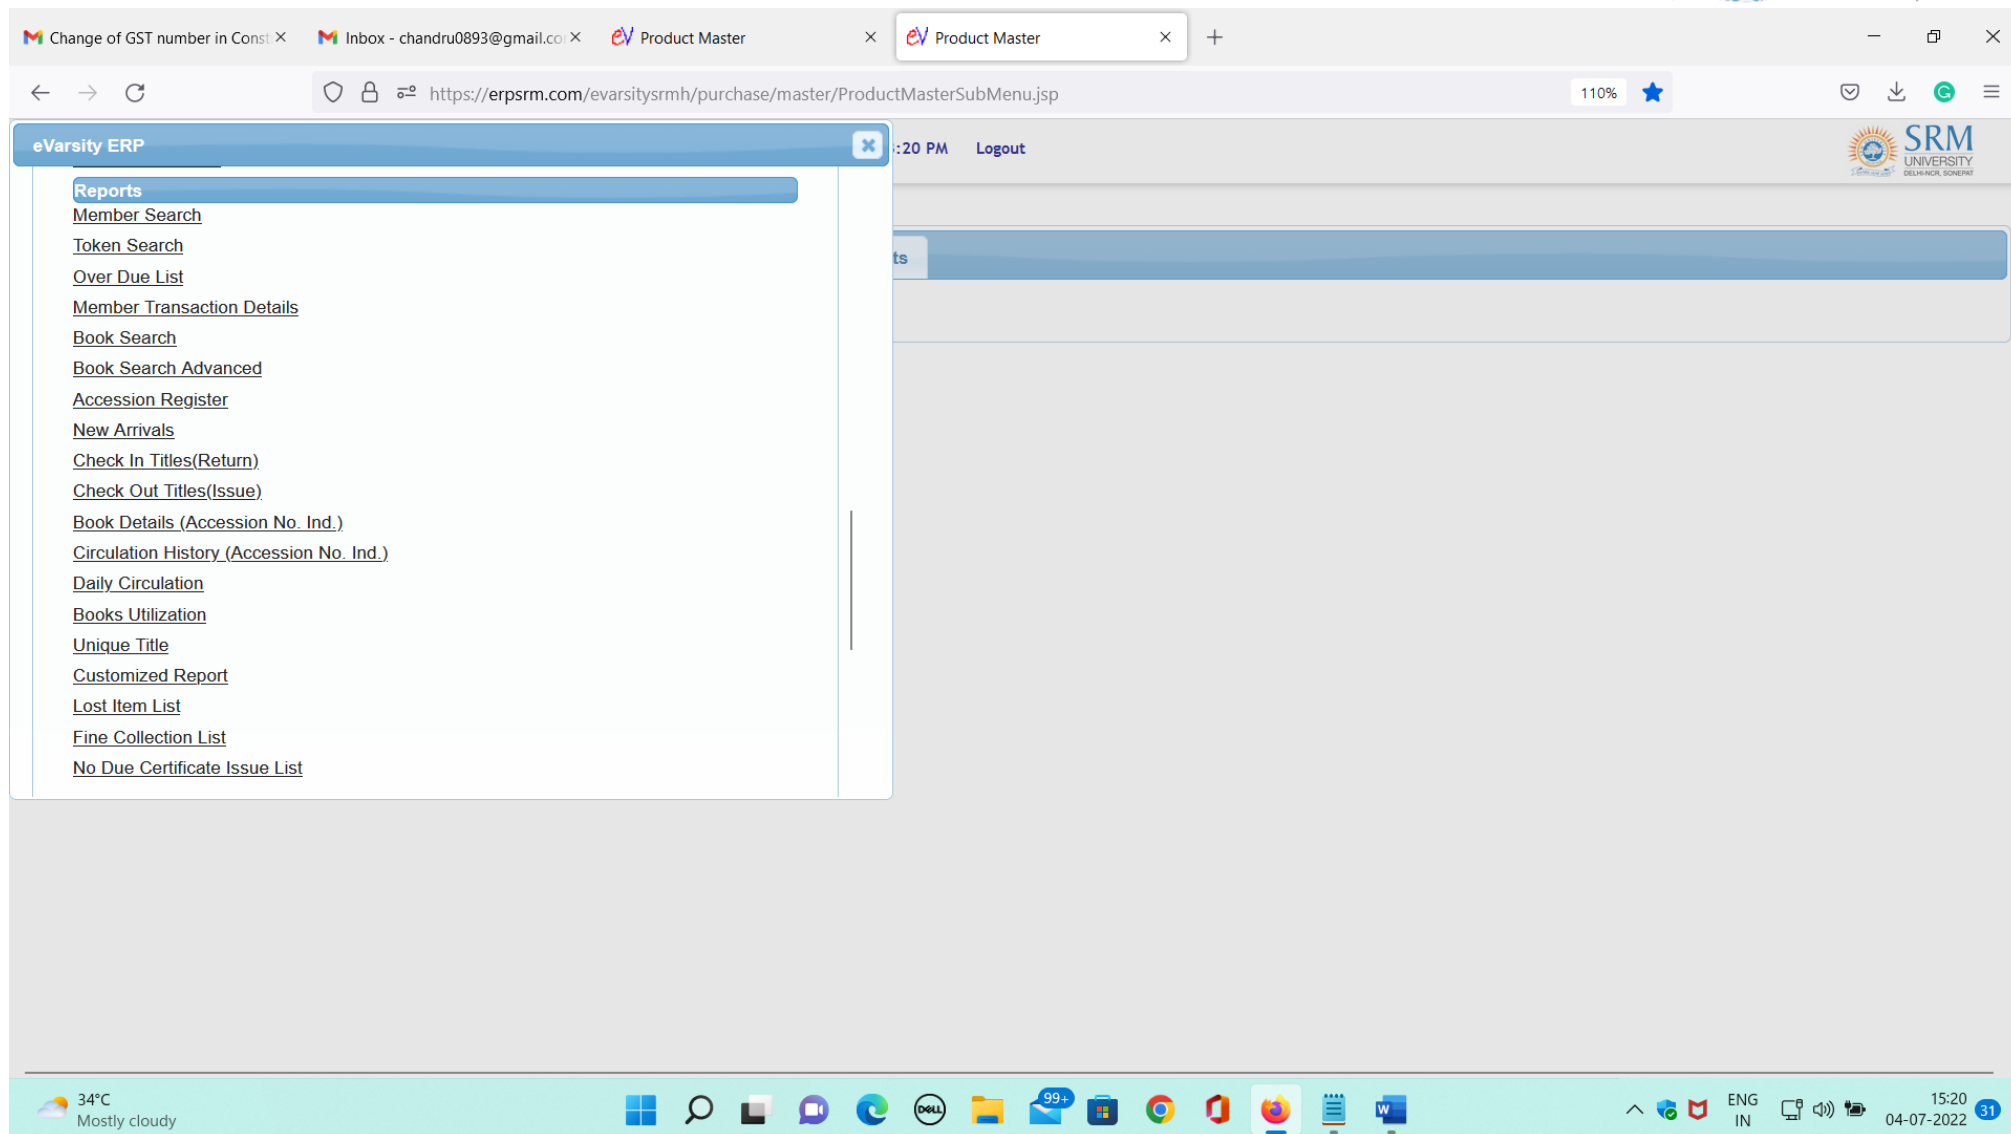 Change of GST number in Const
Inbox - chandru0893@gmail.co
Product Master
Product Master
https://erpsrm.com/evarsitysrmh/purchase/master/ProductMasterSubMenu.jsp
110%
eVarsity ERP
:20 PM
Logout
SRM
UNIVERSITY
DELHI-NCR, SONEPAT
ts
Reports
Member Search
Token Search
Over Due List
Member Transaction Details
Book Search
Book Search Advanced
Accession Register
New Arrivals
Check In Titles(Return)
Check Out Titles(Issue)
Book Details (Accession No. Ind.)
Circulation History (Accession No. Ind.)
Daily Circulation
Books Utilization
Unique Title
Customized Report
Lost Item List
Fine Collection List
No Due Certificate Issue List
34°C
Mostly cloudy
DELL
99+
ENG
IN
15:20
04-07-2022
31